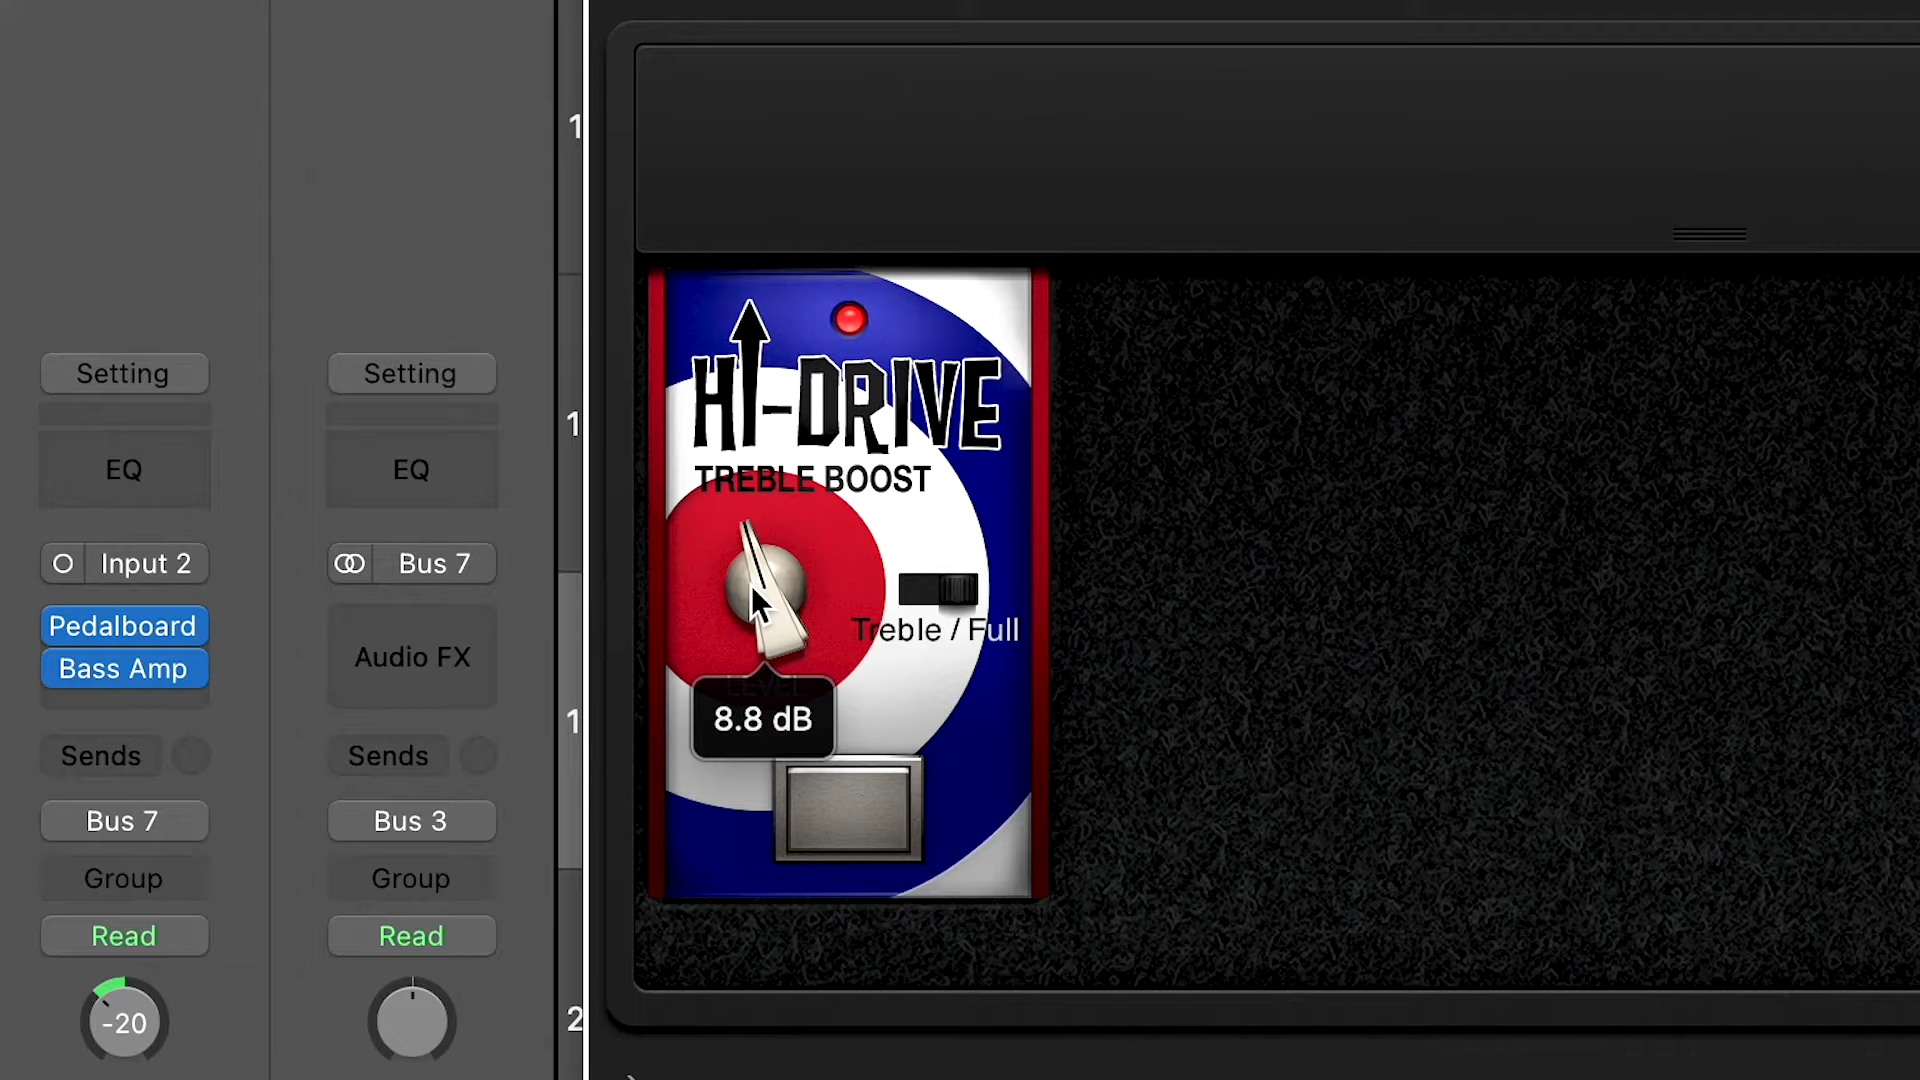 Setting
EQ
Input 2
Pedalboard
Bass Amp
Sends
Bus 7
Group
Read
-20
Setting
EQ
Bus 7
Audio FX
Sends
Bus 3
Group
Read
1
1
1
2
HI-DRIVE
TREBLE BOOST
Treble / Full
LEVEL
8.8 dB